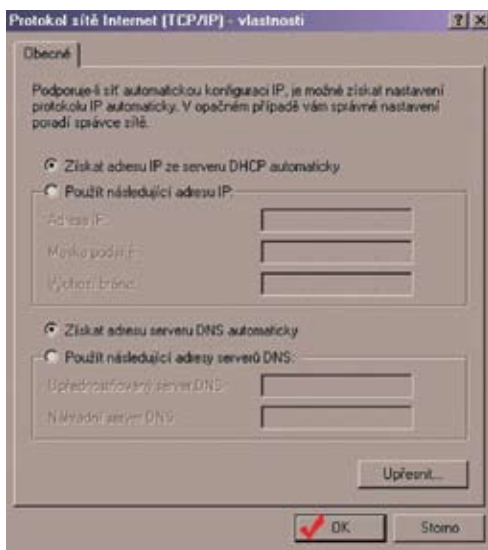 Protokol sítě Internet (TCP/IP) - vlastnosti
Obecné
Podporuje-li síť automatickou konfiguraci IP, je možné získat nastavení
protokolu IP automaticky. V opačném případě vám správné nastavení
poradí správce sítě.
Získat adresu IP ze serveru DHCP automaticky
Použít následující adresu IP:
Adresa IP:
Maska podsítě:
Výchozí brána:
Získat adresu serveru DNS automaticky
Použít následující adresy serverů DNS:
Upřednostňovaný server DNS:
Náhradní server DNS:
Upřesnit...
OK
Storno